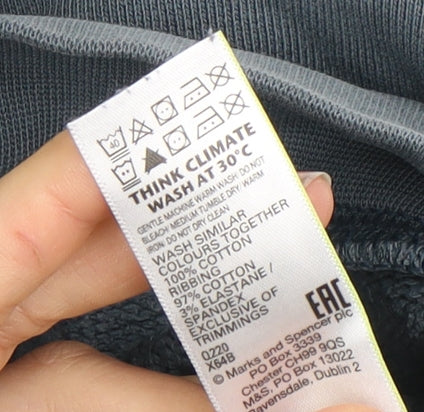 40
THINK CLIMATE
WASH AT 30°C
GENTLE MACHINE WARM WASH/DO NOT
BLEACH/MEDIUM TUMBLE DRY/WARM
IRON/DO NOT DRY CLEAN
WASH SIMILAR
COLOURS TOGETHER
100% COTTON
RIBBING
97% COTTON
3% ELASTANE/
SPANDEX
EXCLUSIVE OF
TRIMMINGS
0220
X64B
EAC
© Marks and Spencer plc
PO Box 3339
Chester CH99 9QS
M&S, PO Box 13022
Dublin 2